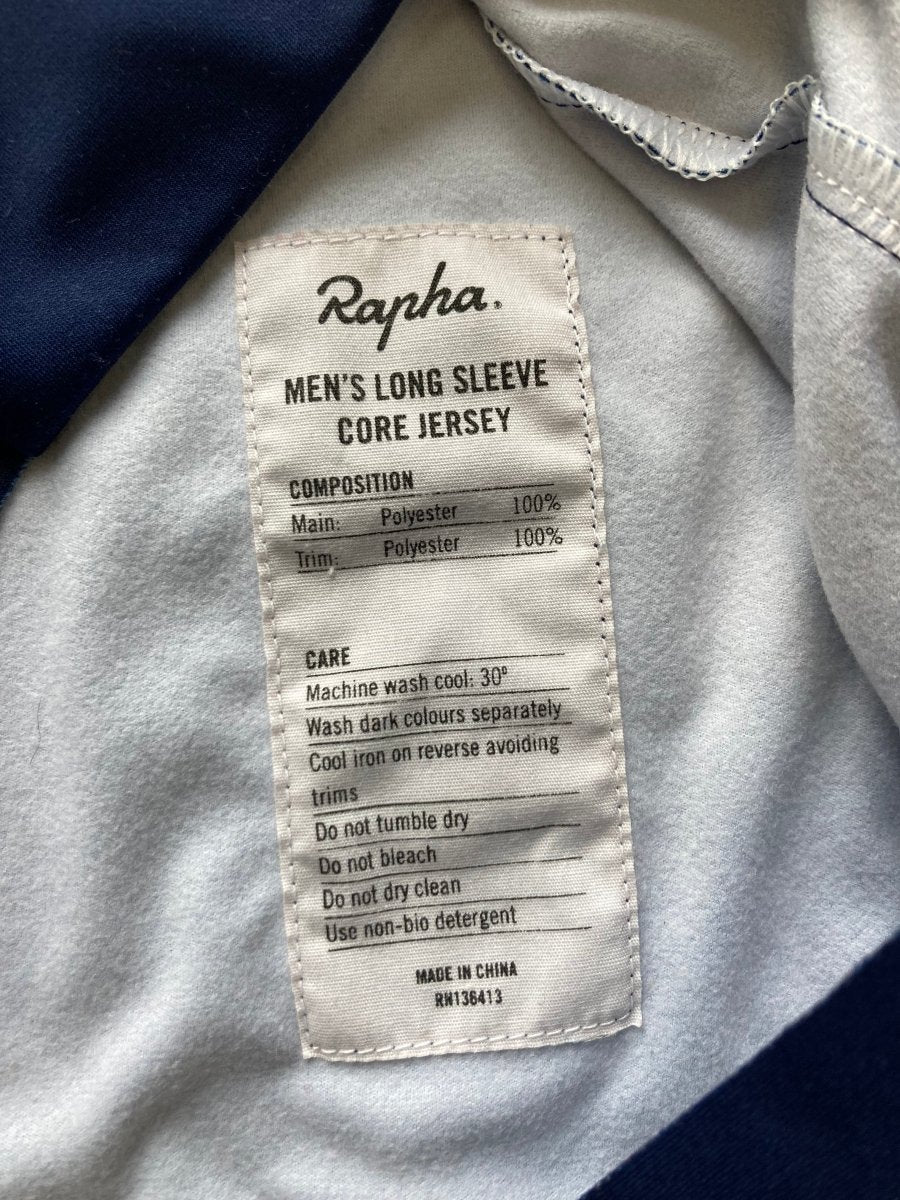 Rapha.
MEN'S LONG SLEEVE
CORE JERSEY
COMPOSITION
Main: Polyester 100%
Trim: Polyester 100%
CARE
Machine wash cool: 30º
Wash dark colours separately
Cool iron on reverse avoiding
trims
Do not tumble dry
Do not bleach
Do not dry clean
Use non-bio detergent
MADE IN CHINA
RN136413